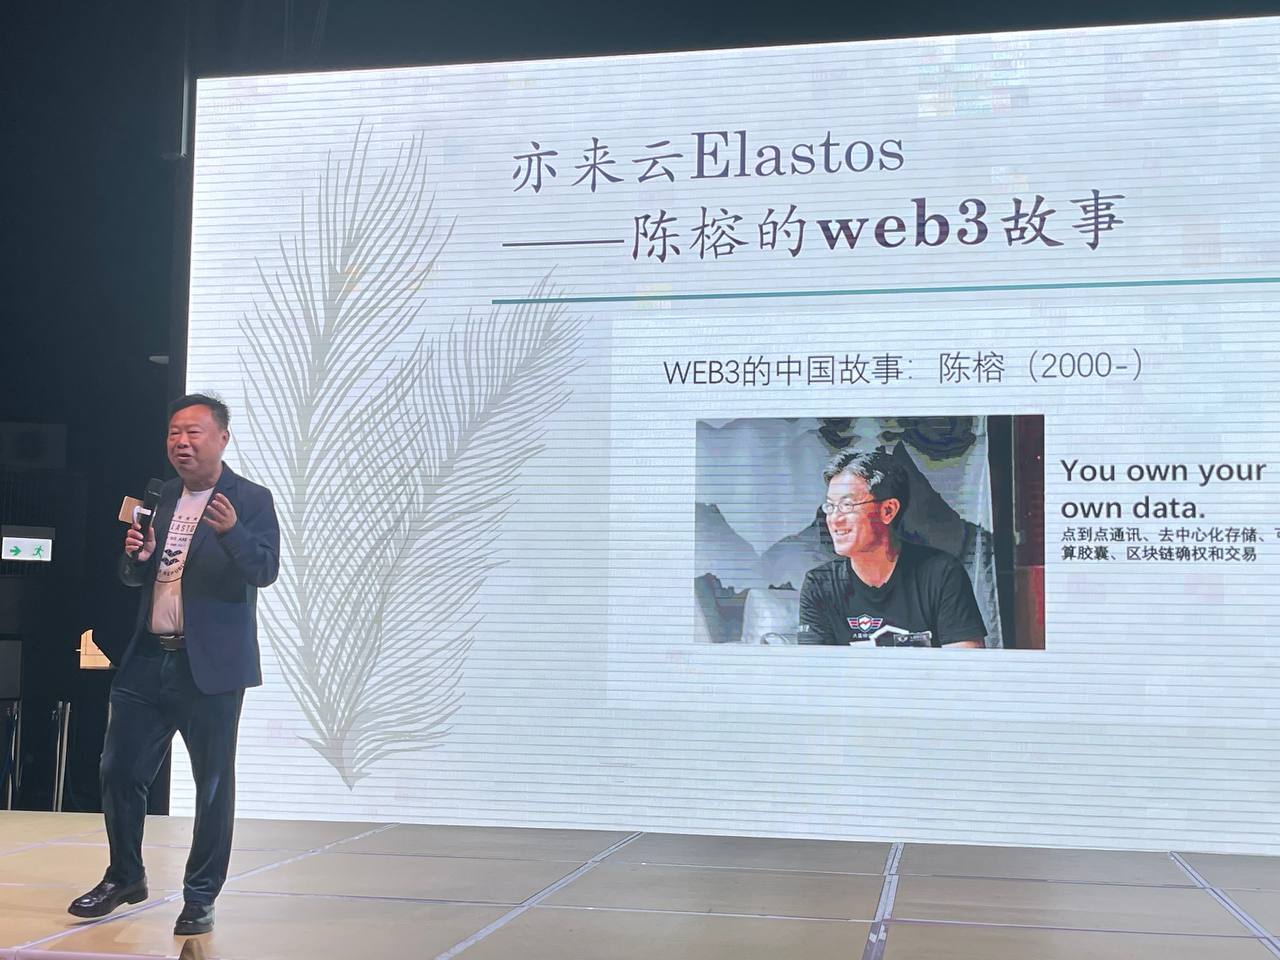 亦来云Elastos
——陈榕的web3故事
WEB3的中国故事：陈榕（2000-）
You own your
own data.
点到点通讯、去中心化存储、
算胶囊、区块链确权和交易